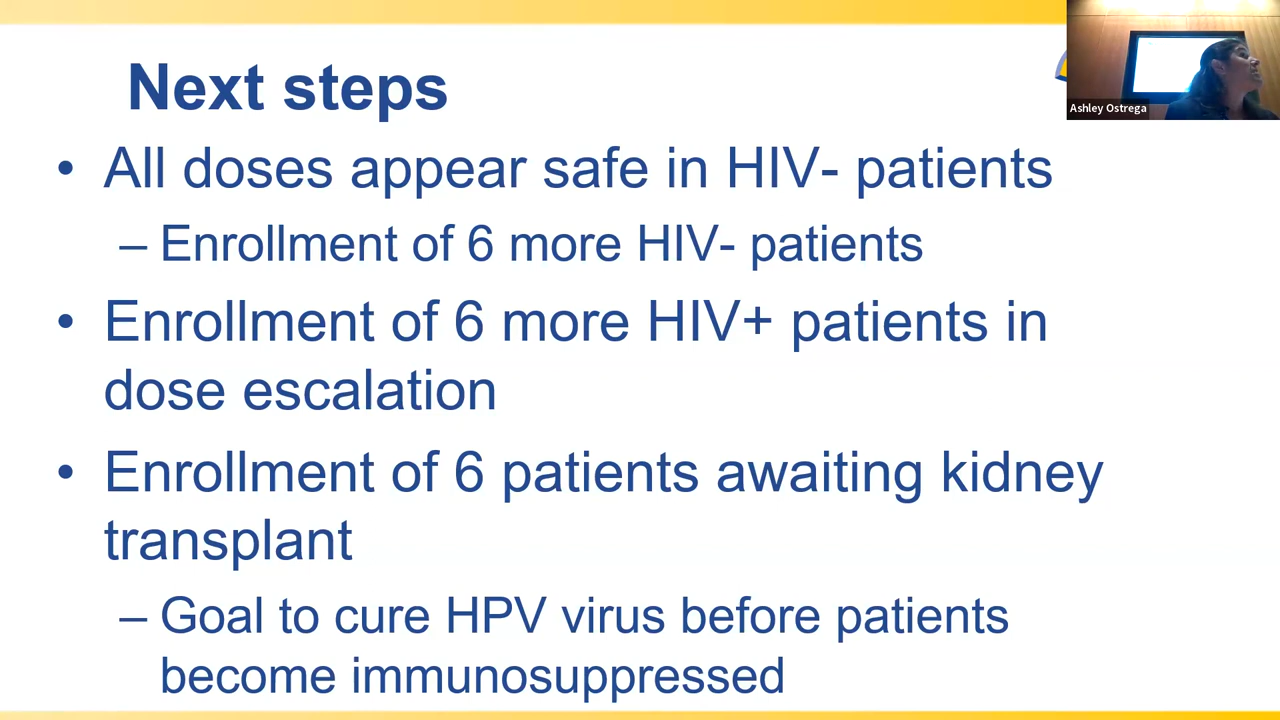 Next steps
Ashley Ostrega
• All doses appear safe in HIV- patients
– Enrollment of 6 more HIV- patients
• Enrollment of 6 more HIV+ patients in
dose escalation
• Enrollment of 6 patients awaiting kidney
transplant
– Goal to cure HPV virus before patients
become immunosuppressed